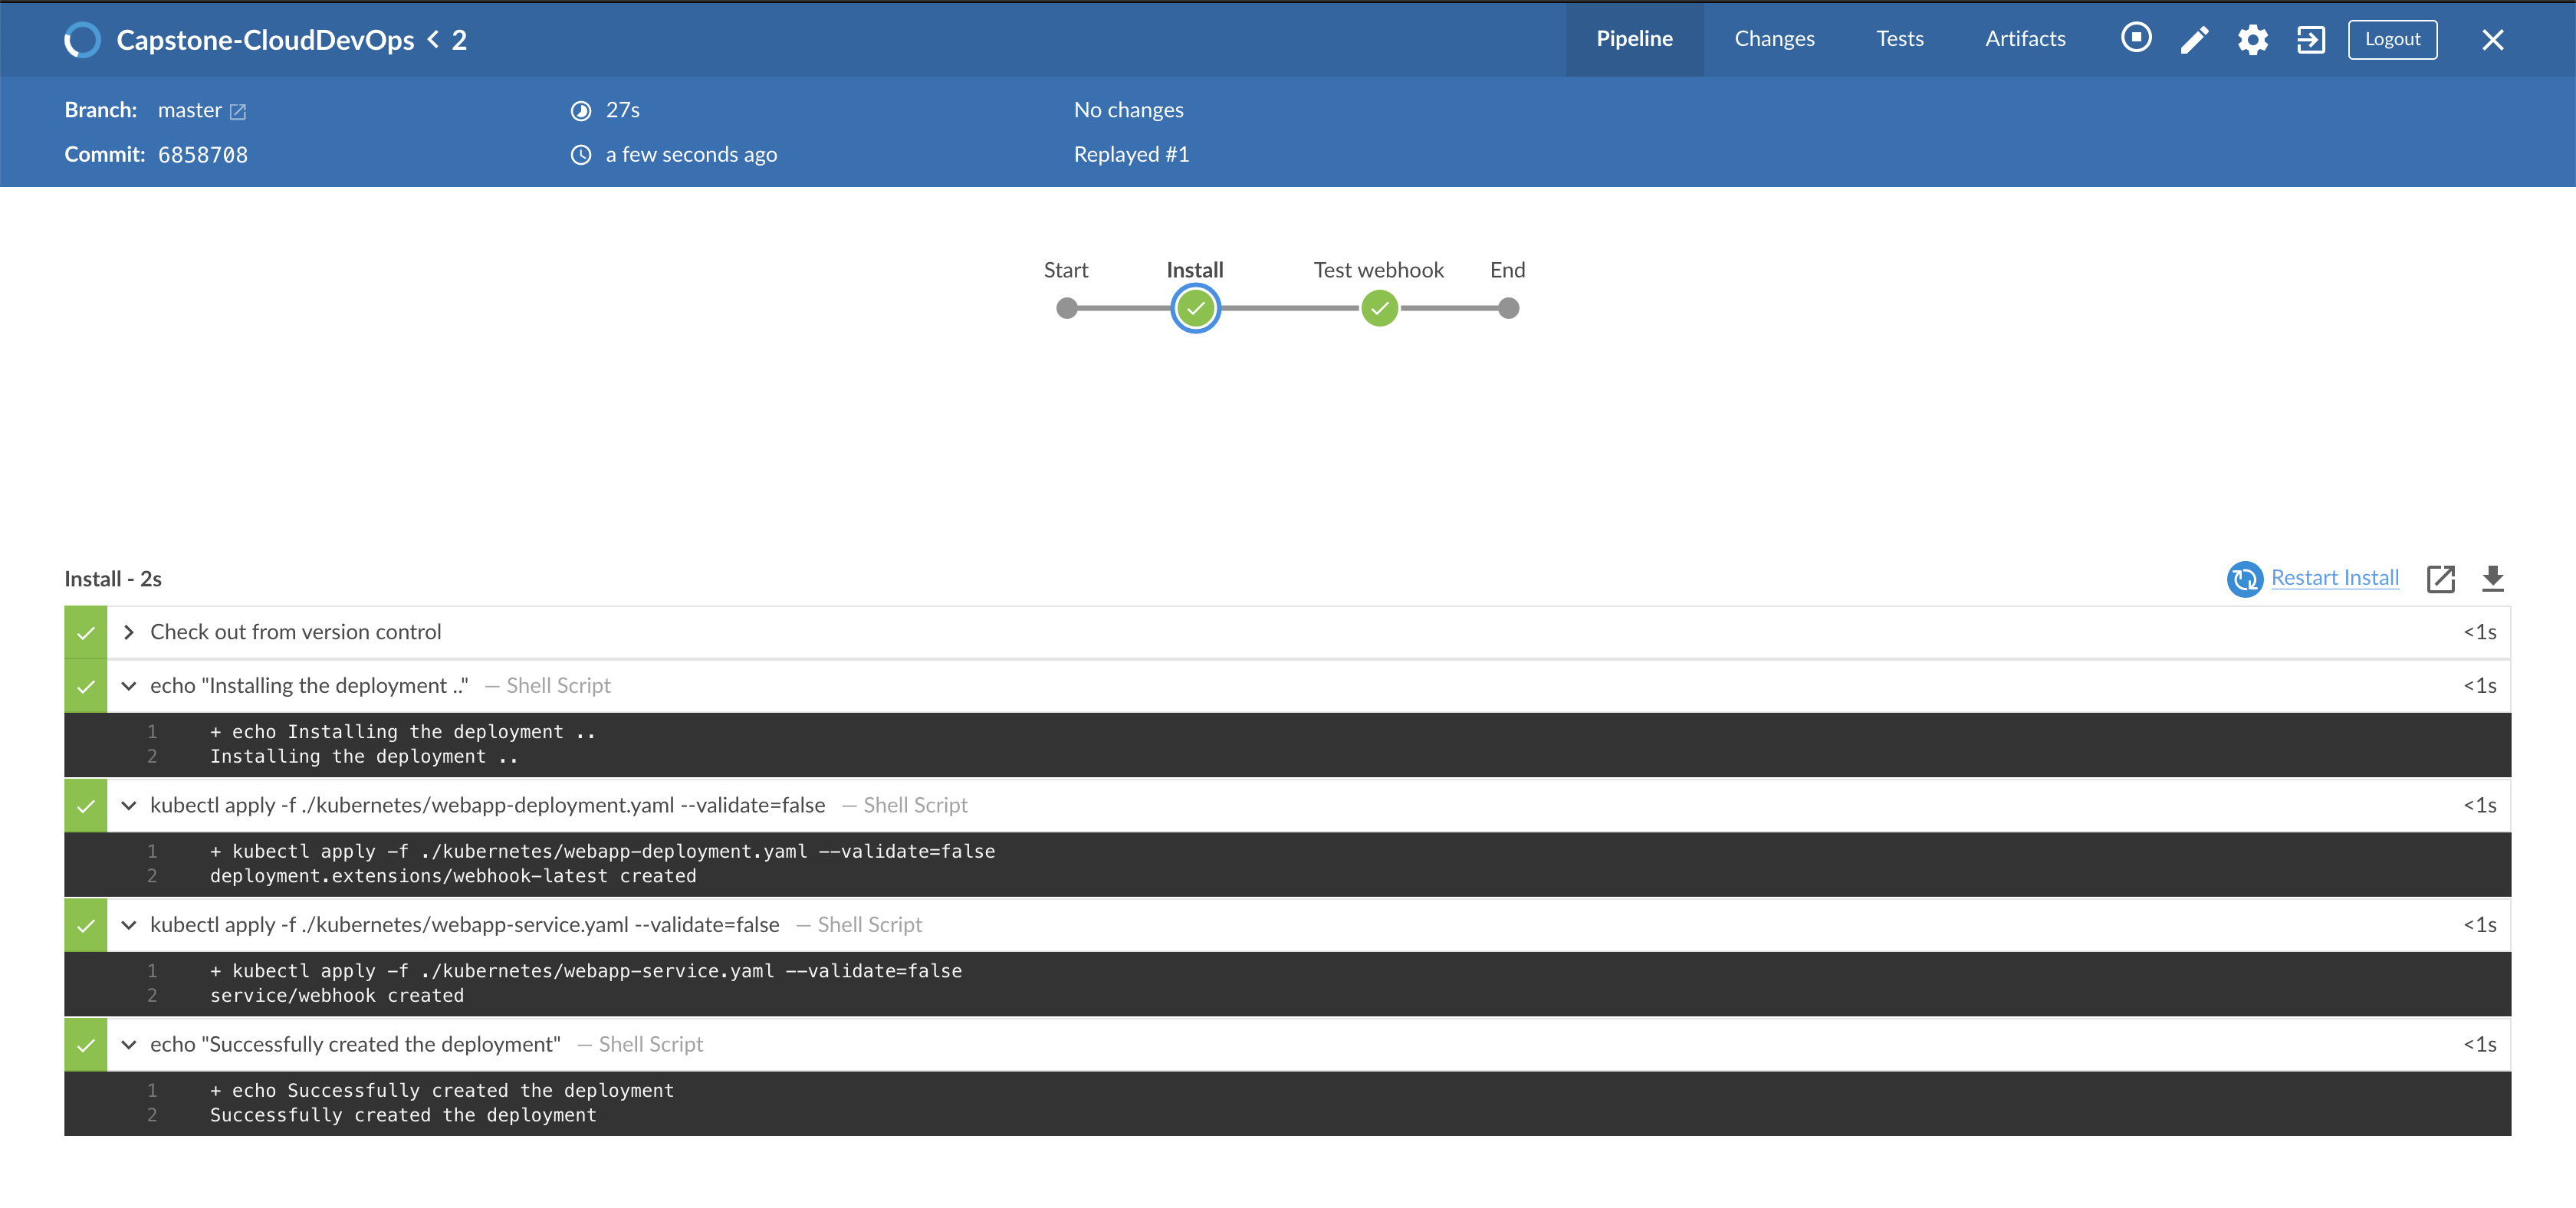 Capstone-CloudDevOps < 2
Pipeline Changes Tests Artifacts Logout
Branch: master 27s No changes
Commit: 6858708 a few seconds ago Replayed #1
Start Install Test webhook End
Install - 2s Restart Install
Check out from version control <1s
echo "Installing the deployment .." — Shell Script <1s
1 + echo Installing the deployment ..
2 Installing the deployment ..
kubectl apply -f ./kubernetes/webapp-deployment.yaml --validate=false — Shell Script <1s
1 + kubectl apply -f ./kubernetes/webapp-deployment.yaml --validate=false
2 deployment.extensions/webhook-latest created
kubectl apply -f ./kubernetes/webapp-service.yaml --validate=false — Shell Script <1s
1 + kubectl apply -f ./kubernetes/webapp-service.yaml --validate=false
2 service/webhook created
echo "Successfully created the deployment" — Shell Script <1s
1 + echo Successfully created the deployment
2 Successfully created the deployment